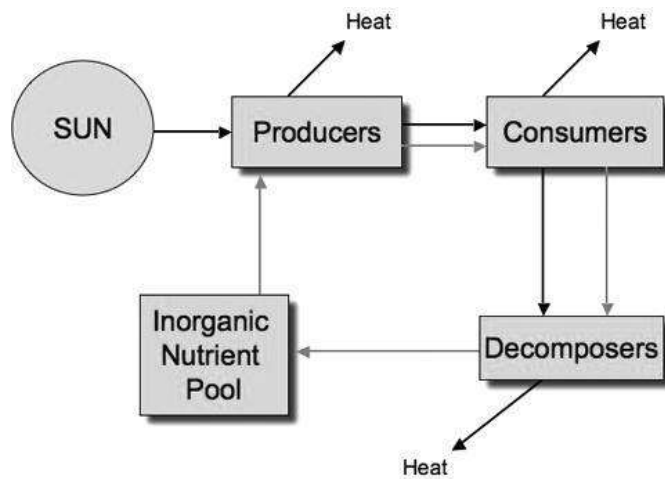 Heat
Heat
SUN
Producers
Consumers
Inorganic
Nutrient
Pool
Decomposers
Heat